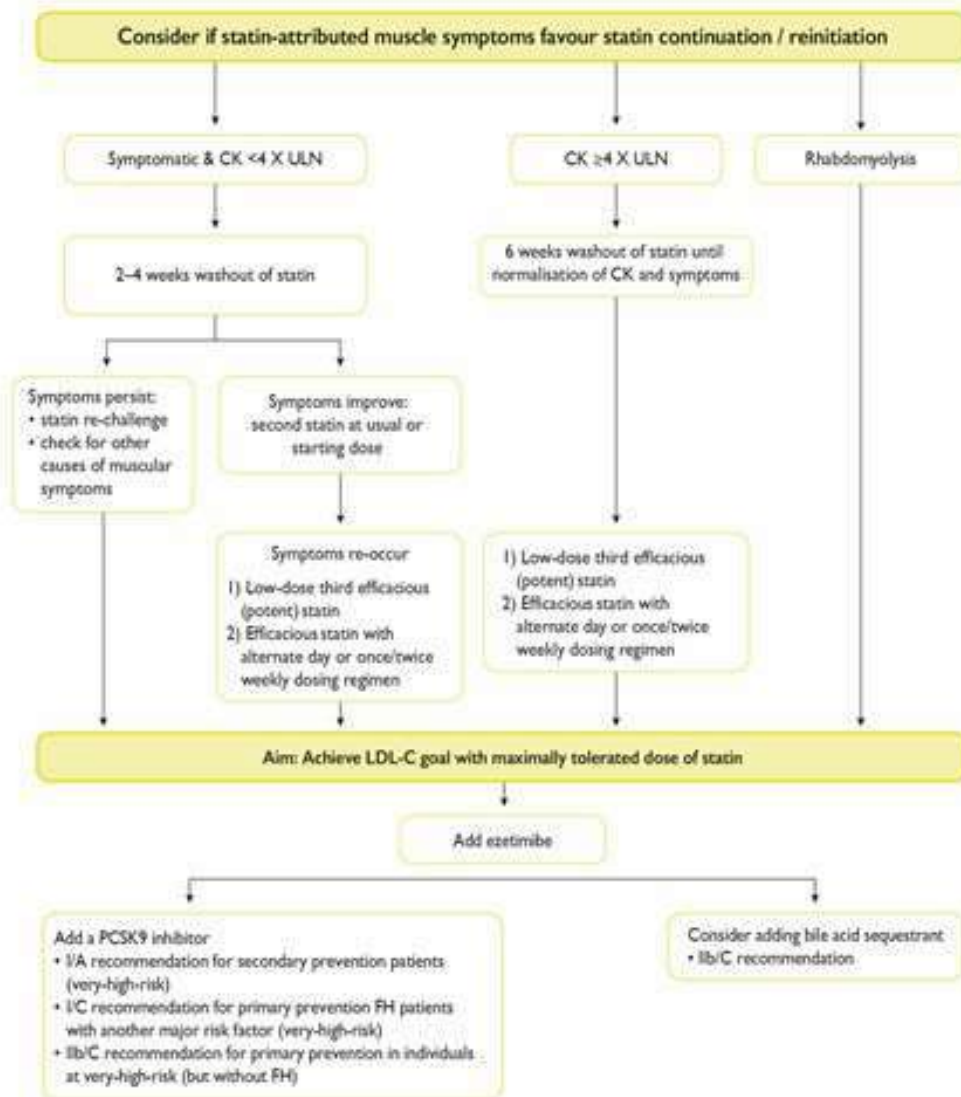 Consider if statin-attributed muscle symptoms favour statin continuation / reinitiation
Symptomatic & CK <4 X ULN
CK ≥4 X ULN
Rhabdomyolysis
2–4 weeks washout of statin
6 weeks washout of statin until
normalisation of CK and symptoms
Symptoms persist:
• statin re-challenge
• check for other
causes of muscular
symptoms
Symptoms improve:
second statin at usual or
starting dose
Symptoms re-occur
1) Low-dose third efficacious
(potent) statin
2) Efficacious statin with
alternate day or once/twice
weekly dosing regimen
1) Low-dose third efficacious
(potent) statin
2) Efficacious statin with
alternate day or once/twice
weekly dosing regimen
Aim: Achieve LDL-C goal with maximally tolerated dose of statin
Add ezetimibe
Add a PCSK9 inhibitor
• I/A recommendation for secondary prevention patients
(very-high-risk)
• I/C recommendation for primary prevention FH patients
with another major risk factor (very-high-risk)
• IIb/C recommendation for primary prevention in individuals
at very-high-risk (but without FH)
Consider adding bile acid sequestrant
• IIb/C recommendation